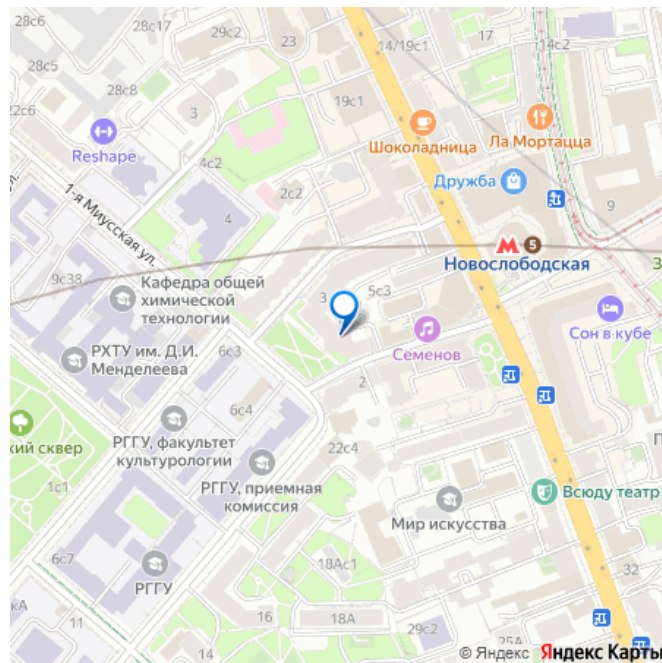 28с17
29с2
23
14/19с1
17
14с2
28с5
22с6
28с8
3
19с1
Reshape
4с2
Шоколадница
Ла Мортацца
Дружба
2с2
4
9
1-я Миусская ул.
5
Новослободская
9с38
Кафедра общей
химической
технологии
3
5с3
Семенов
Сон в кубе
РХТУ им. Д.И.
Менделеева
6с3
2
6с4
РГГУ, факультет
культурологии
кий сквер
22с4
РГГУ, приемная
комиссия
1с1
Мир искусства
Всюду театр
6с7
РГГУ
18Ас1
32
16
18А
14
29с2
25А
© Яндекс Яндекс Карты